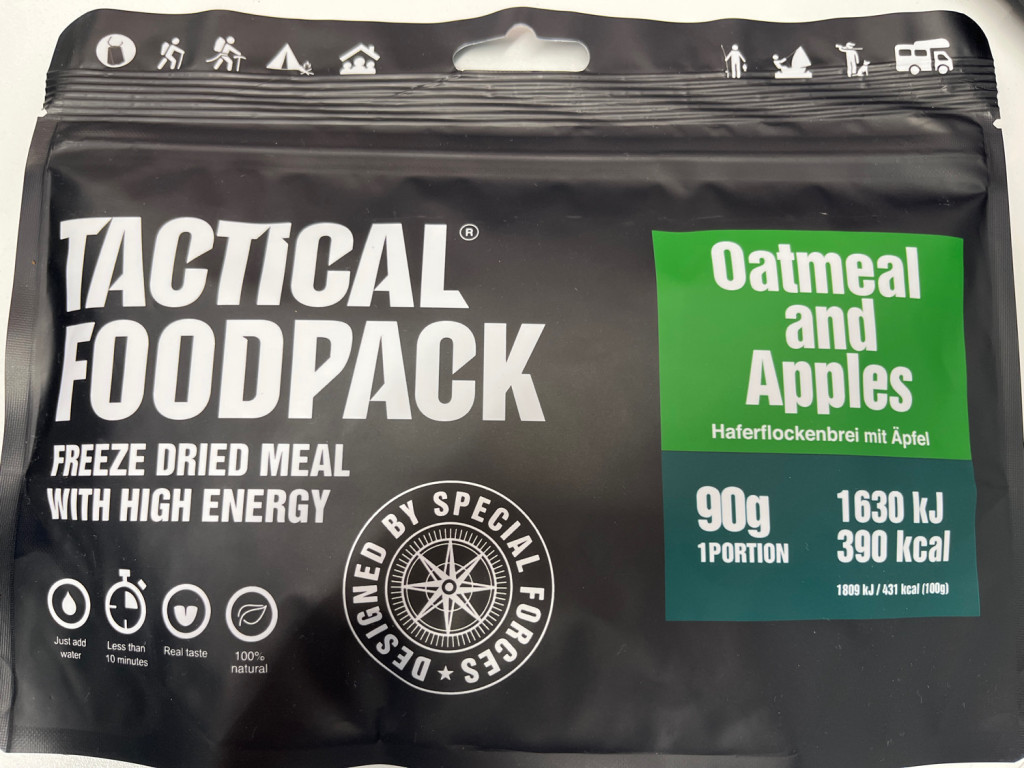 TACTICAL®
FOODPACK
FREEZE DRIED MEAL
WITH HIGH ENERGY
DESIGNED BY SPECIAL FORCES ★
Just add
water
Less than
10 minutes
Real taste
100%
natural
Oatmeal
and
Apples
Haferflockenbrei mit Äpfel
90g
1PORTION
1630 kJ
390 kcal
1809 kJ / 431 kcal (100g)